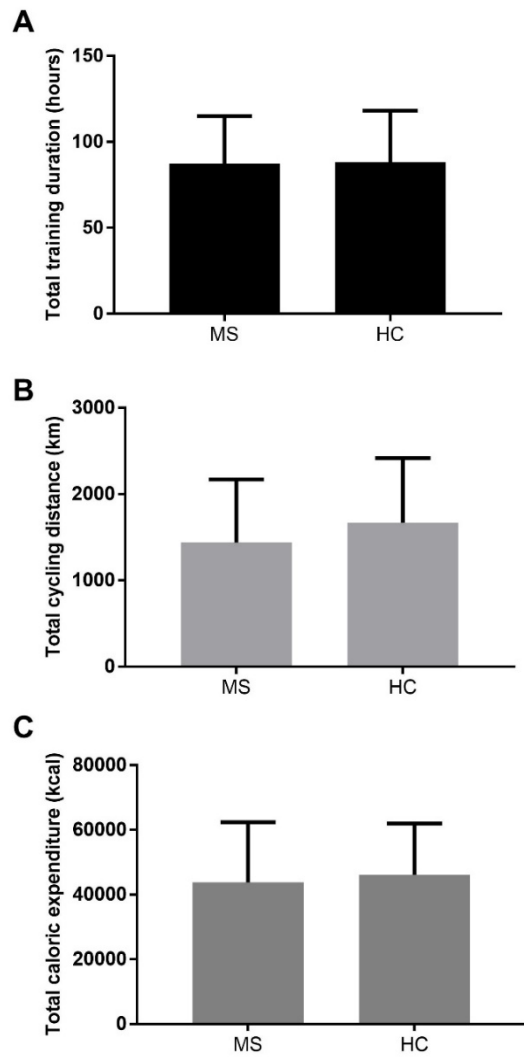 A
Total training duration (hours)
150
100
50
0
MS HC
B
Total cycling distance (km)
3000
2000
1000
0
MS HC
C
Total caloric expenditure (kcal)
80000
60000
40000
20000
0
MS HC